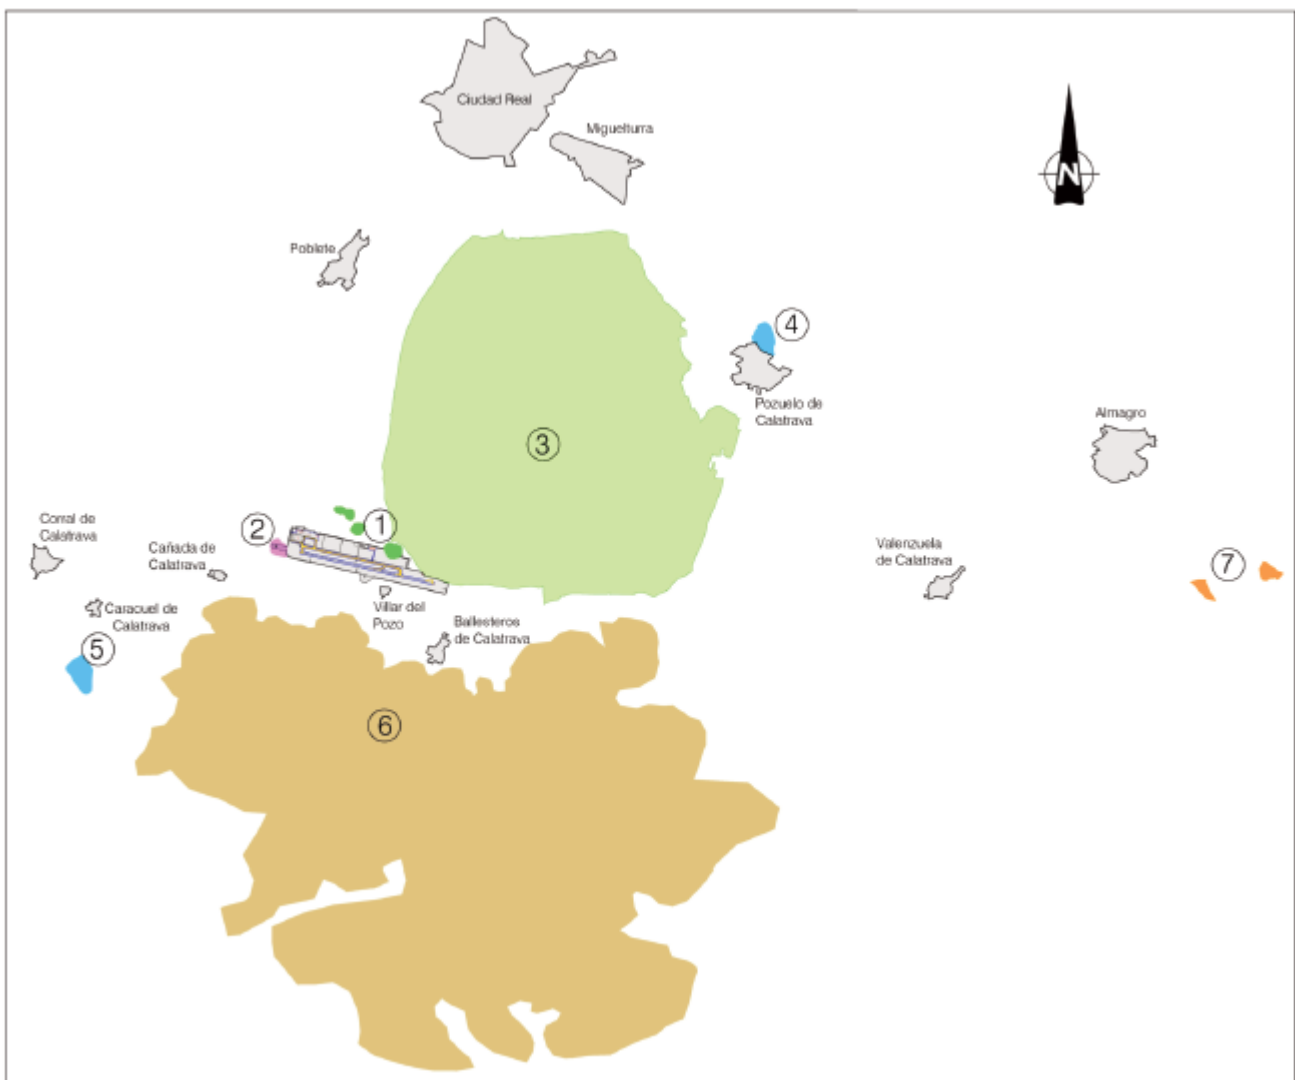 Ciudad Real
Miguelturra
N
Poblete
4
Pozuelo de
Calatrava
Almagro
3
Corral de
Calatrava
2
1
Cañada de
Calatrava
Valenzuela
de Calatrava
7
Caracuel de
Calatrava
Villar del
Pozo
Ballesteros
de Calatrava
5
6